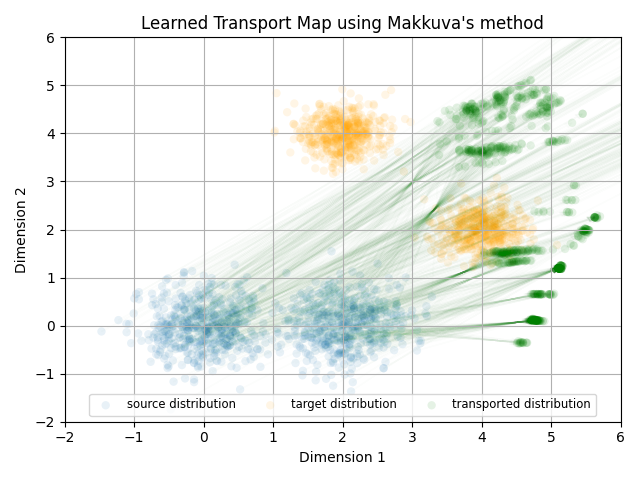 Learned Transport Map using Makkuva's method
6
5
4
3
2
1
0
−1
−2
Dimension 2
source distribution target distribution transported distribution
−2 −1 0 1 2 3 4 5 6
Dimension 1